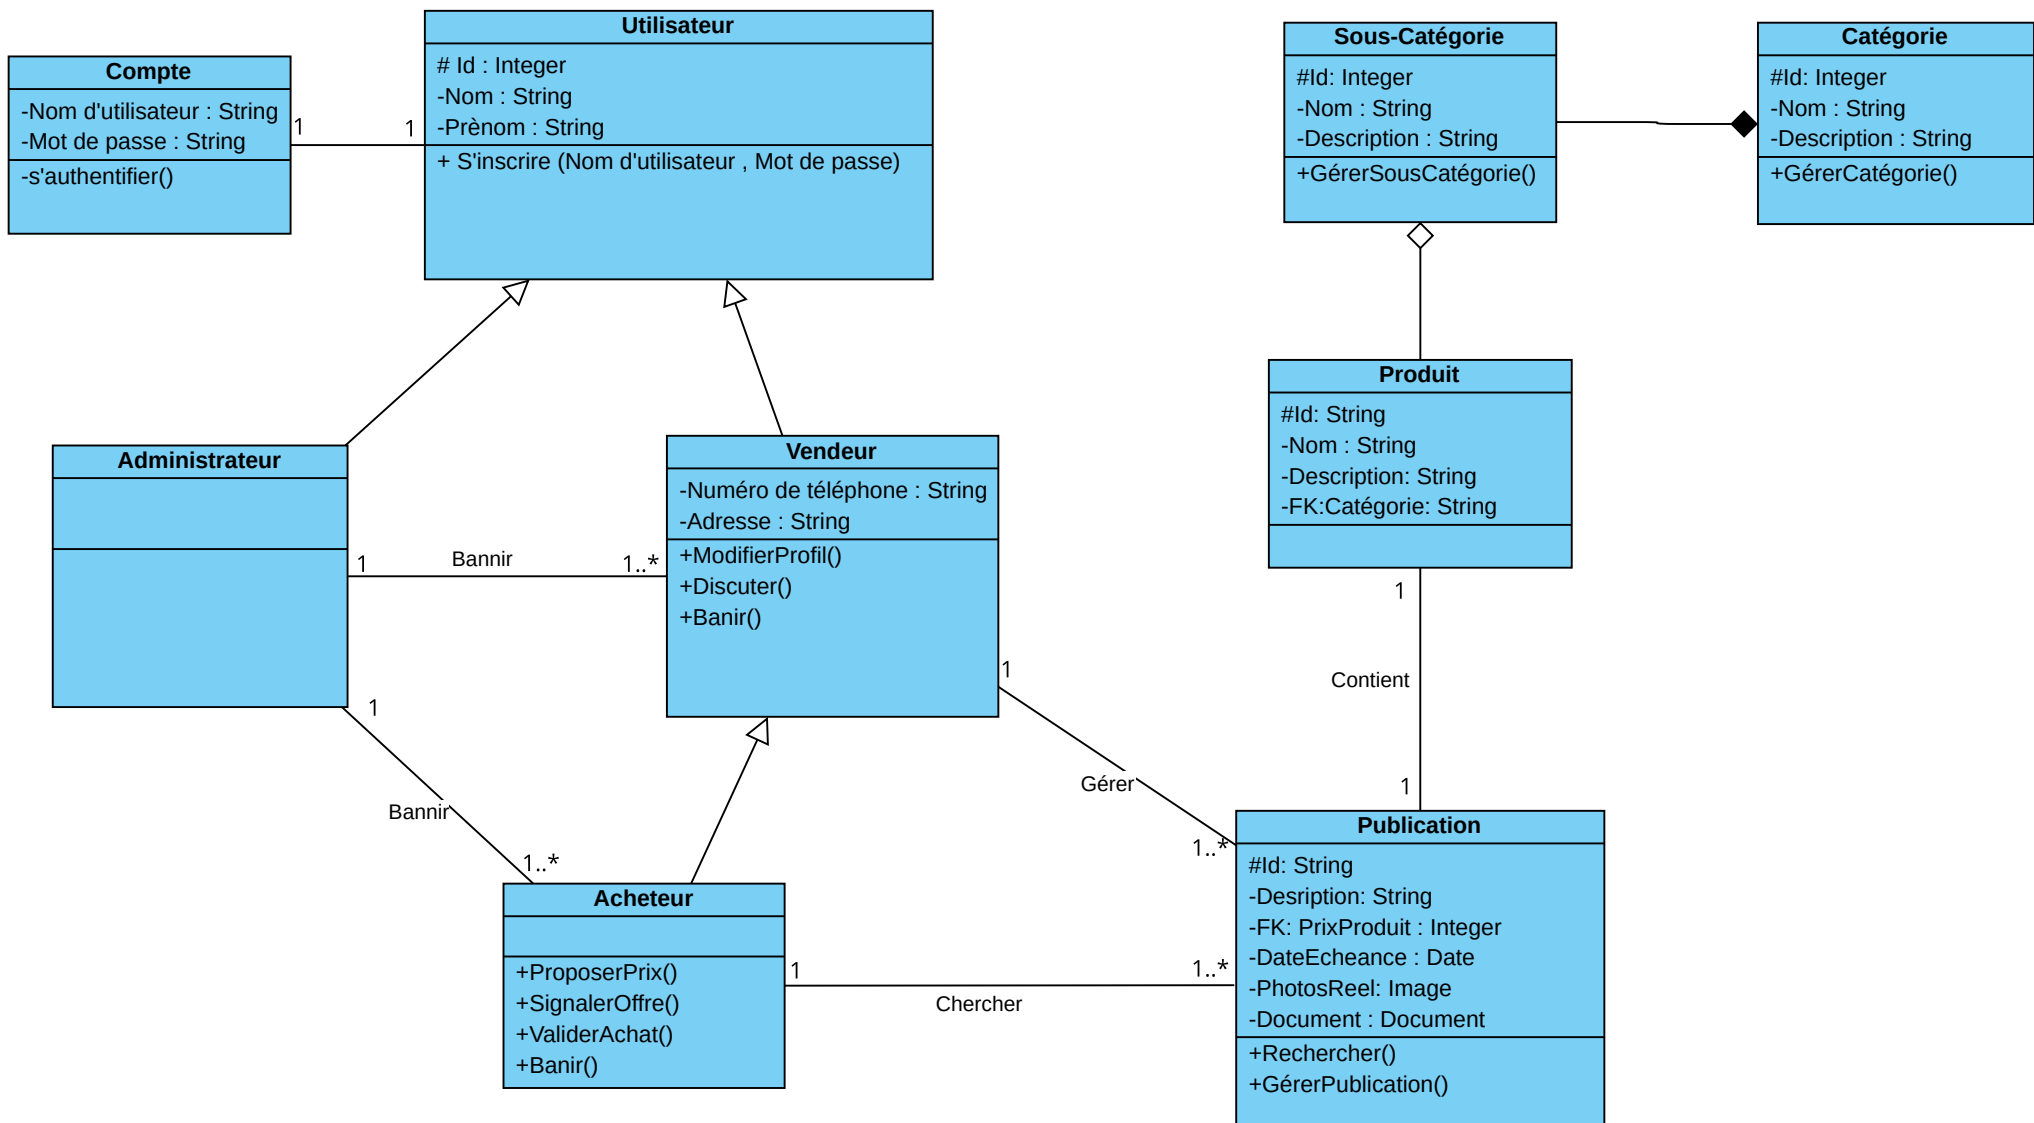 Utilisateur
# Id : Integer
-Nom : String
-Prènom : String
+ S'inscrire (Nom d'utilisateur , Mot de passe)
Compte
-Nom d'utilisateur : String
-Mot de passe : String
-s'authentifier()
1
1
Sous-Catégorie
#Id: Integer
-Nom : String
-Description : String
+GérerSousCatégorie()
Catégorie
#Id: Integer
-Nom : String
-Description : String
+GérerCatégorie()
Administrateur
Vendeur
-Numéro de téléphone : String
-Adresse : String
+ModifierProfil()
+Discuter()
+Banir()
Produit
#Id: String
-Nom : String
-Description: String
-FK:Catégorie: String
1
Bannir
1..*
1
Contient
1
1
Gérer
1..*
1
Bannir
1..*
Acheteur
+ProposerPrix()
+SignalerOffre()
+ValiderAchat()
+Banir()
1
Chercher
1..*
Publication
#Id: String
-Desription: String
-FK: PrixProduit : Integer
-DateEcheance : Date
-PhotosReel: Image
-Document : Document
+Rechercher()
+GérerPublication()